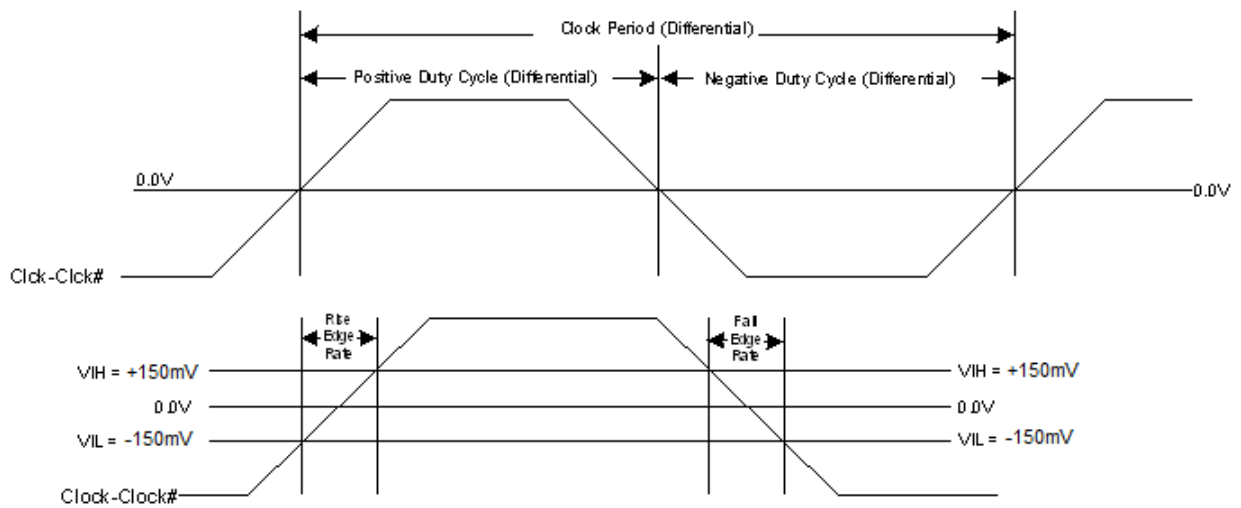 Clock Period (Differential)
Positive Duty Cycle (Differential)
Negative Duty Cycle (Differential)
0.0V
0.0V
Clck-Clck#
Rise
Edge
Rate
Fall
Edge
Rate
VIH = +150mV
VIH = +150mV
0.0V
0.0V
VIL = -150mV
VIL = -150mV
Clock-Clock#